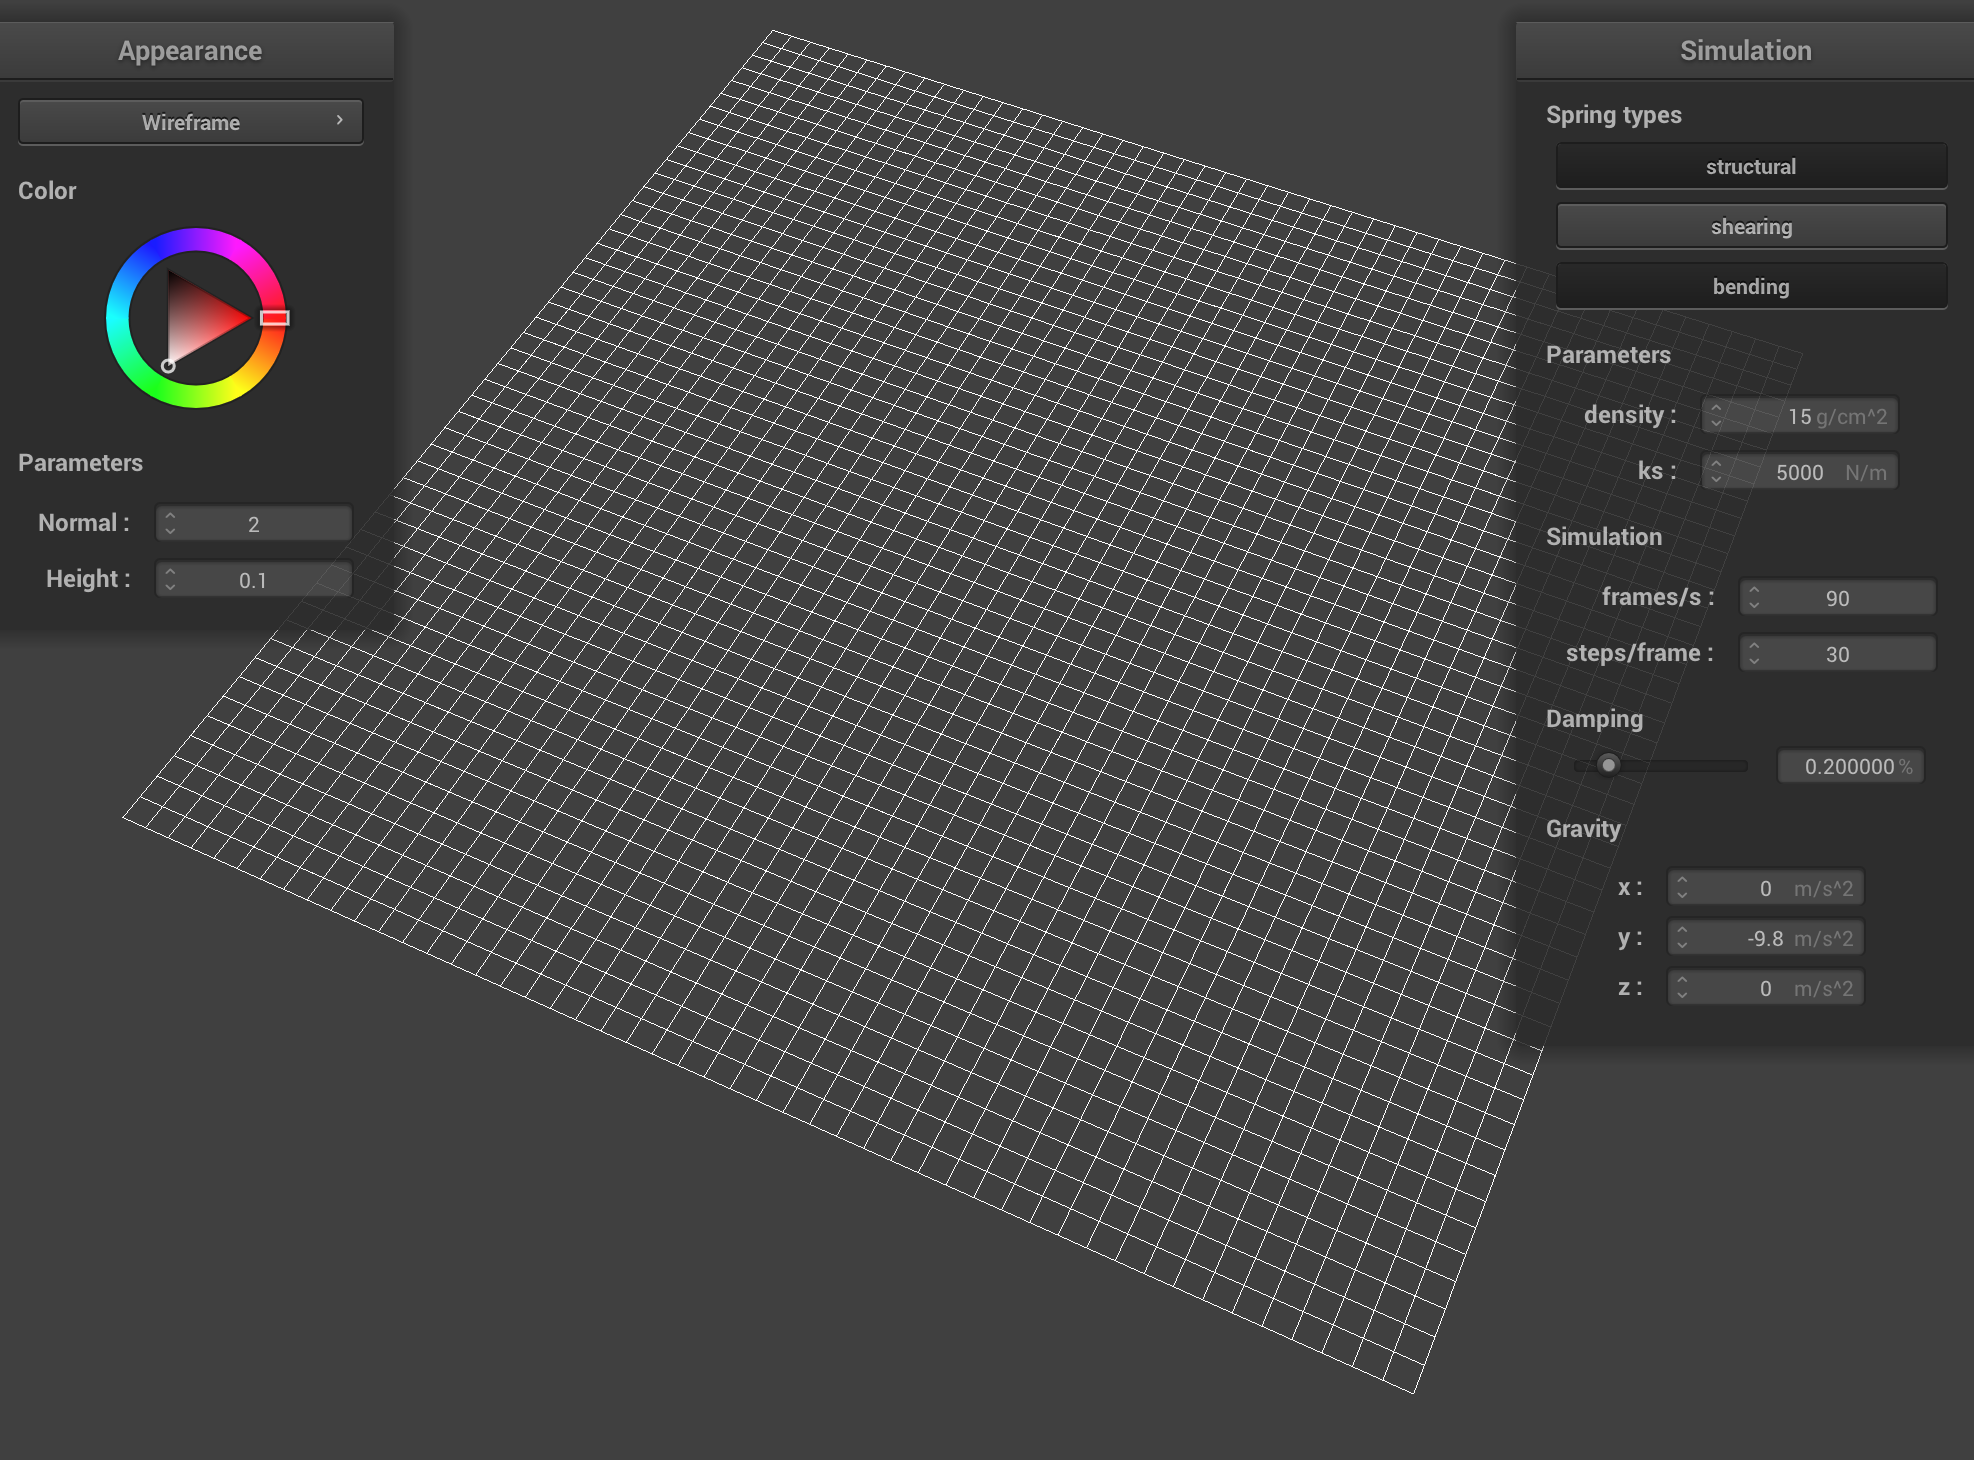 Appearance
Wireframe
Color
Parameters
Normal : 2
Height : 0.1
Simulation
Spring types
structural
shearing
bending
Parameters
density : 15 g/cm^2
ks : 5000 N/m
Simulation
frames/s : 90
steps/frame : 30
Damping
0.200000 %
Gravity
x : 0 m/s^2
y : -9.8 m/s^2
z : 0 m/s^2